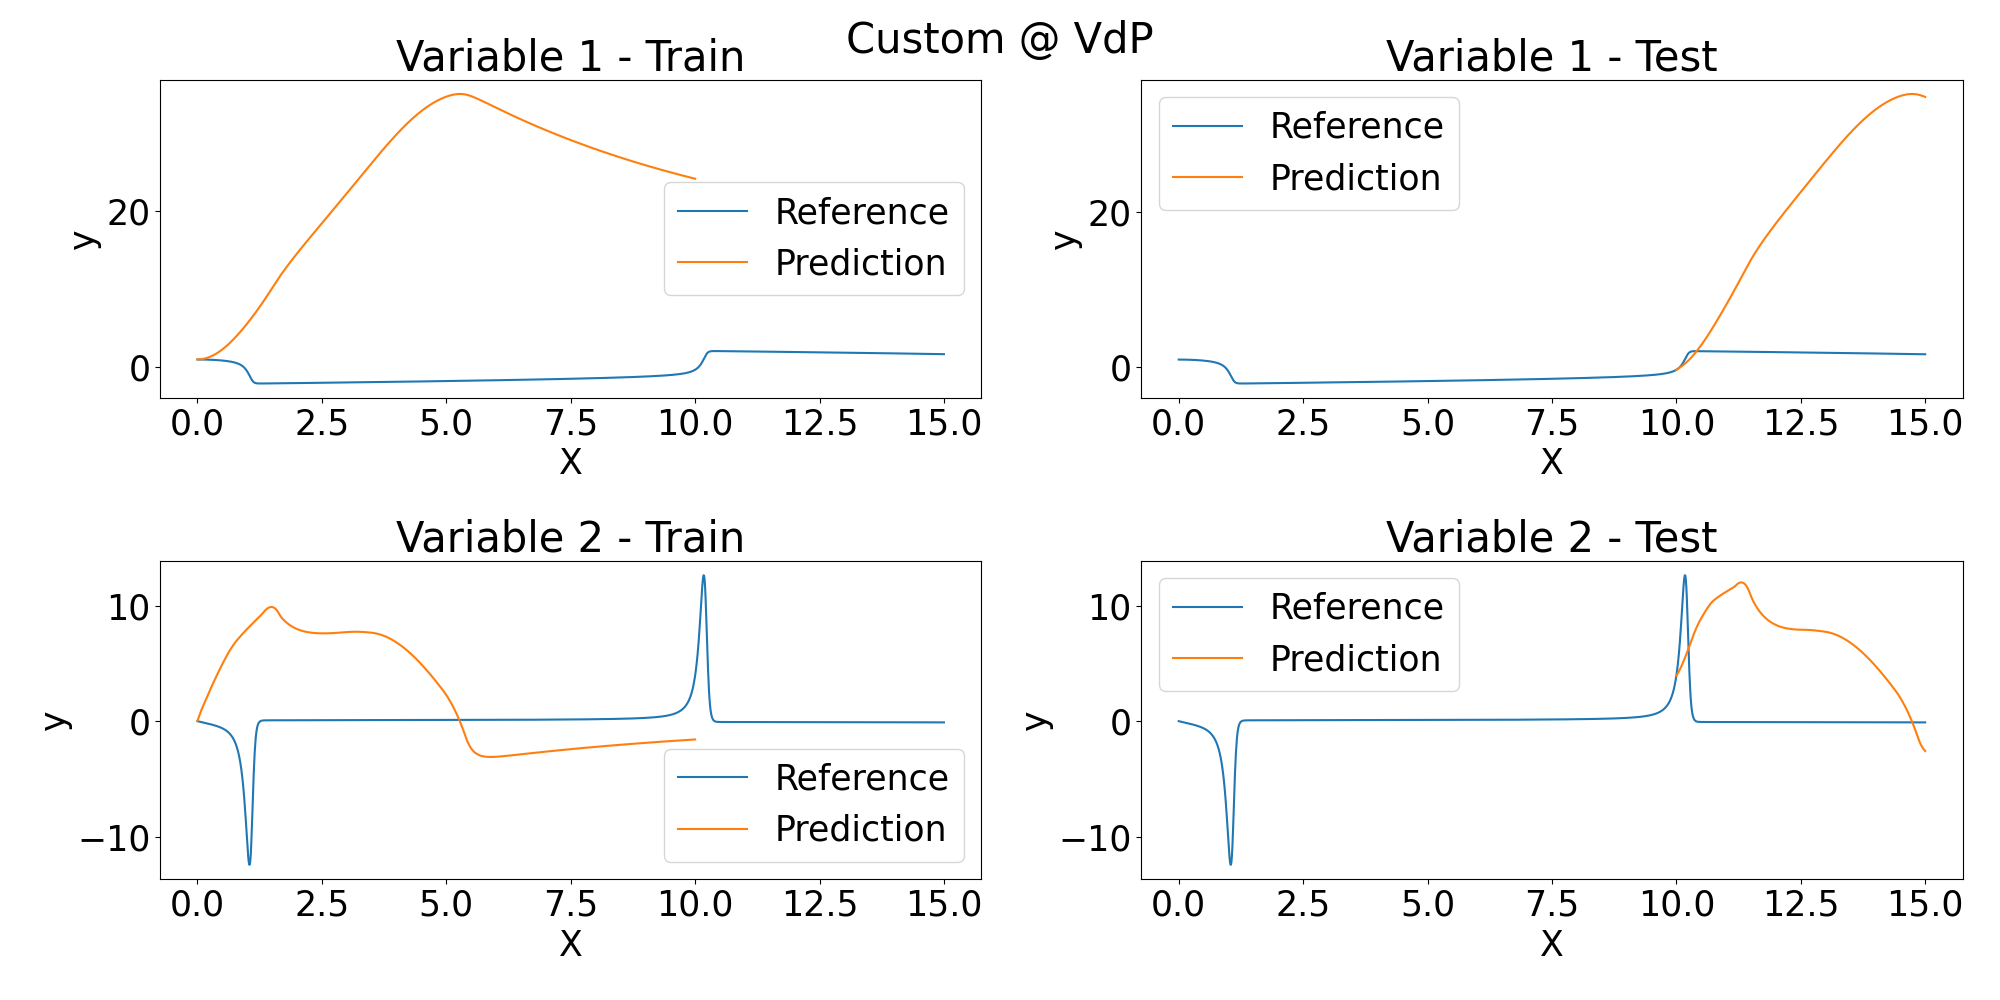 Custom @ VdP
Variable 1 - Train
y
20
0
Reference
Prediction
0.0 2.5 5.0 7.5 10.0 12.5 15.0
X
Variable 1 - Test
y
20
0
Reference
Prediction
0.0 2.5 5.0 7.5 10.0 12.5 15.0
X
Variable 2 - Train
y
10
0
−10
Reference
Prediction
0.0 2.5 5.0 7.5 10.0 12.5 15.0
X
Variable 2 - Test
y
10
0
−10
Reference
Prediction
0.0 2.5 5.0 7.5 10.0 12.5 15.0
X